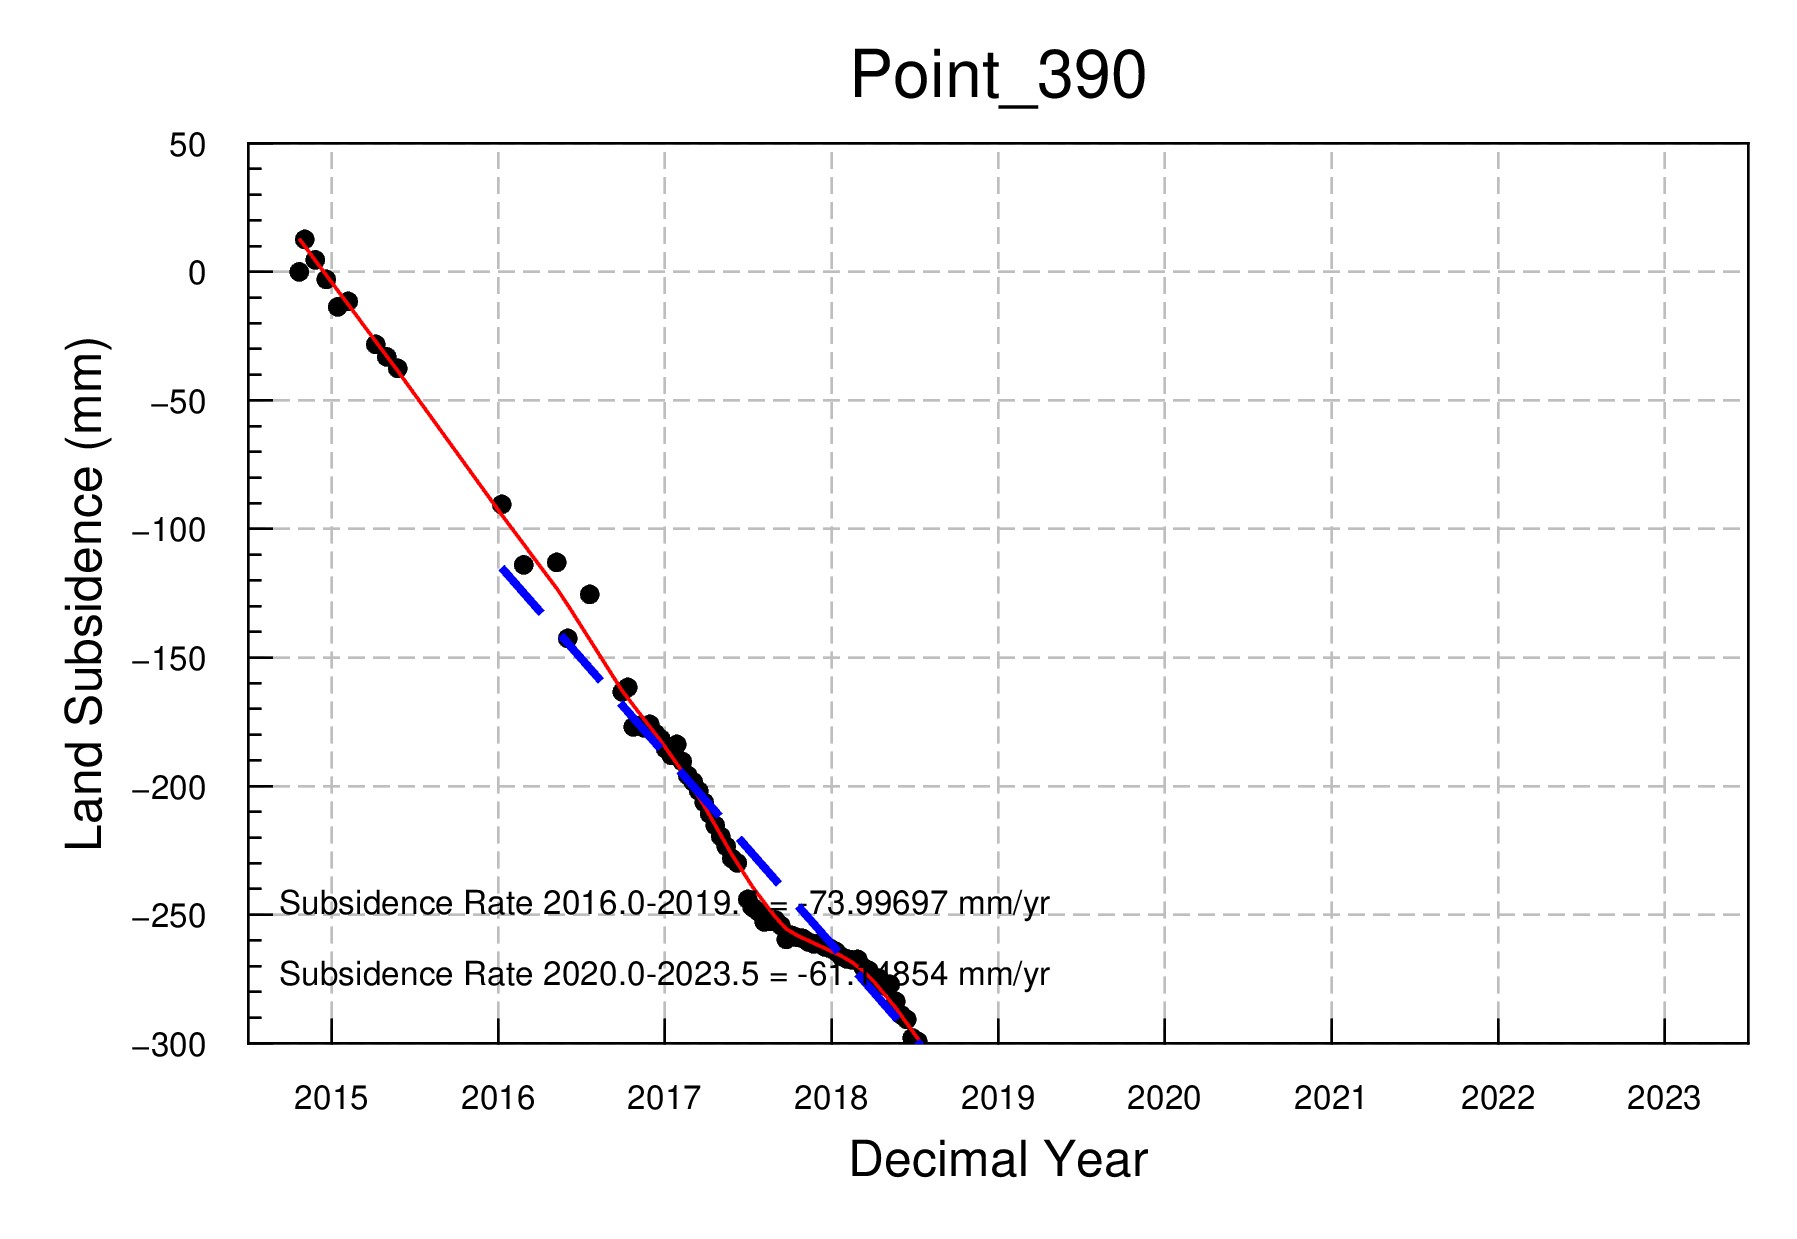 Point_390
50
0
−50
−100
−150
−200
−250
−300
Land Subsidence (mm)
Subsidence Rate 2016.0-2019. = -73.99697 mm/yr
Subsidence Rate 2020.0-2023.5 = mm/yr
2015 2016 2017 2018 2019 2020 2021 2022 2023
Decimal Year